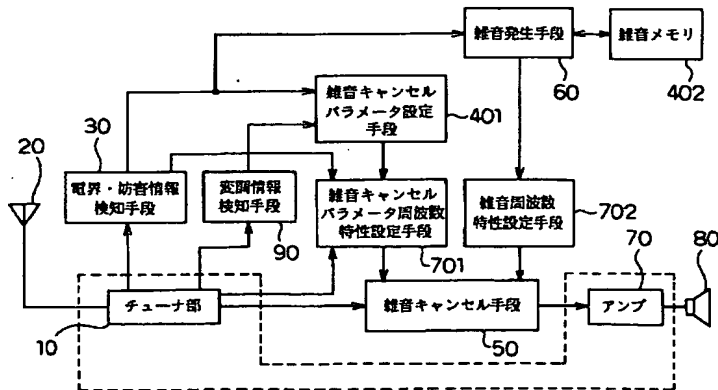 雑音発生手段
雑音メモリ
60
402
雑音キャンセル
パラメータ設定
手段
401
20
30
電界・妨害情報
検知手段
変調情報
検知手段
90
雑音キャンセル
パラメータ周波数
特性設定手段
701
雑音周波数
特性設定手段
702
チューナ部
10
雑音キャンセル手段
50
70
アンプ
80